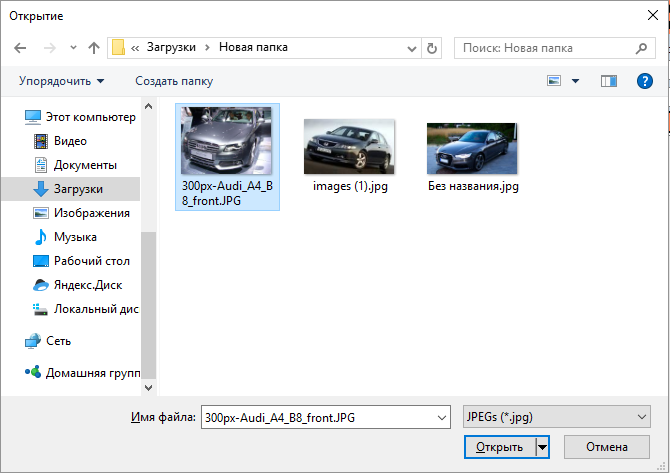 Открытие
« Загрузки > Новая папка
Поиск: Новая папка
Упорядочить
Создать папку
?
Этот компьютер
Видео
Документы
Загрузки
Изображения
Музыка
Рабочий стол
Яндекс.Диск
Локальный дис
Сеть
Домашняя групп
300px-Audi_A4_B
8_front.JPG
images (1).jpg
Без названия.jpg
Имя файла:
300px-Audi_A4_B8_front.JPG
JPEGs (*.jpg)
Открыть
Отмена